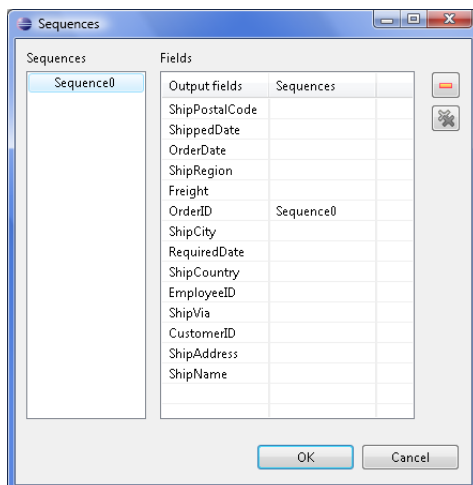 Sequences
Sequences Fields
Sequence0
Output fields Sequences
ShipPostalCode
ShippedDate
OrderDate
ShipRegion
Freight
OrderID Sequence0
ShipCity
RequiredDate
ShipCountry
EmployeeID
ShipVia
CustomerID
ShipAddress
ShipName
OK Cancel